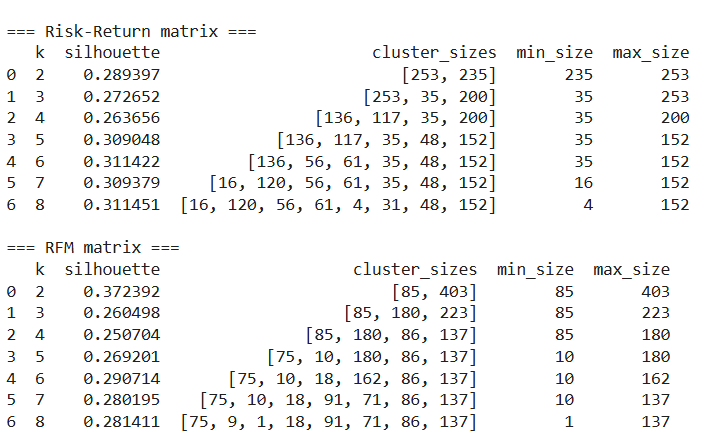 === Risk-Return matrix ===
   k  silhouette                    cluster_sizes  min_size  max_size
0  2    0.289397                       [253, 235]       235       253
1  3    0.272652                   [253, 35, 200]        35       253
2  4    0.263656              [136, 117, 35, 200]        35       200
3  5    0.309048          [136, 117, 35, 48, 152]        35       152
4  6    0.311422       [136, 56, 61, 35, 48, 152]        35       152
5  7    0.309379   [16, 120, 56, 61, 35, 48, 152]        16       152
6  8    0.311451  [16, 120, 56, 61, 4, 31, 48, 152]         4       152
=== RFM matrix ===
   k  silhouette                   cluster_sizes  min_size  max_size
0  2    0.372392                       [85, 403]        85       403
1  3    0.260498                  [85, 180, 223]        85       223
2  4    0.250704              [85, 180, 86, 137]        85       180
3  5    0.269201          [75, 10, 180, 86, 137]        10       180
4  6    0.290714      [75, 10, 18, 162, 86, 137]        10       162
5  7    0.280195   [75, 10, 18, 91, 71, 86, 137]        10       137
6  8    0.281411  [75, 9, 1, 18, 91, 71, 86, 137]         1       137